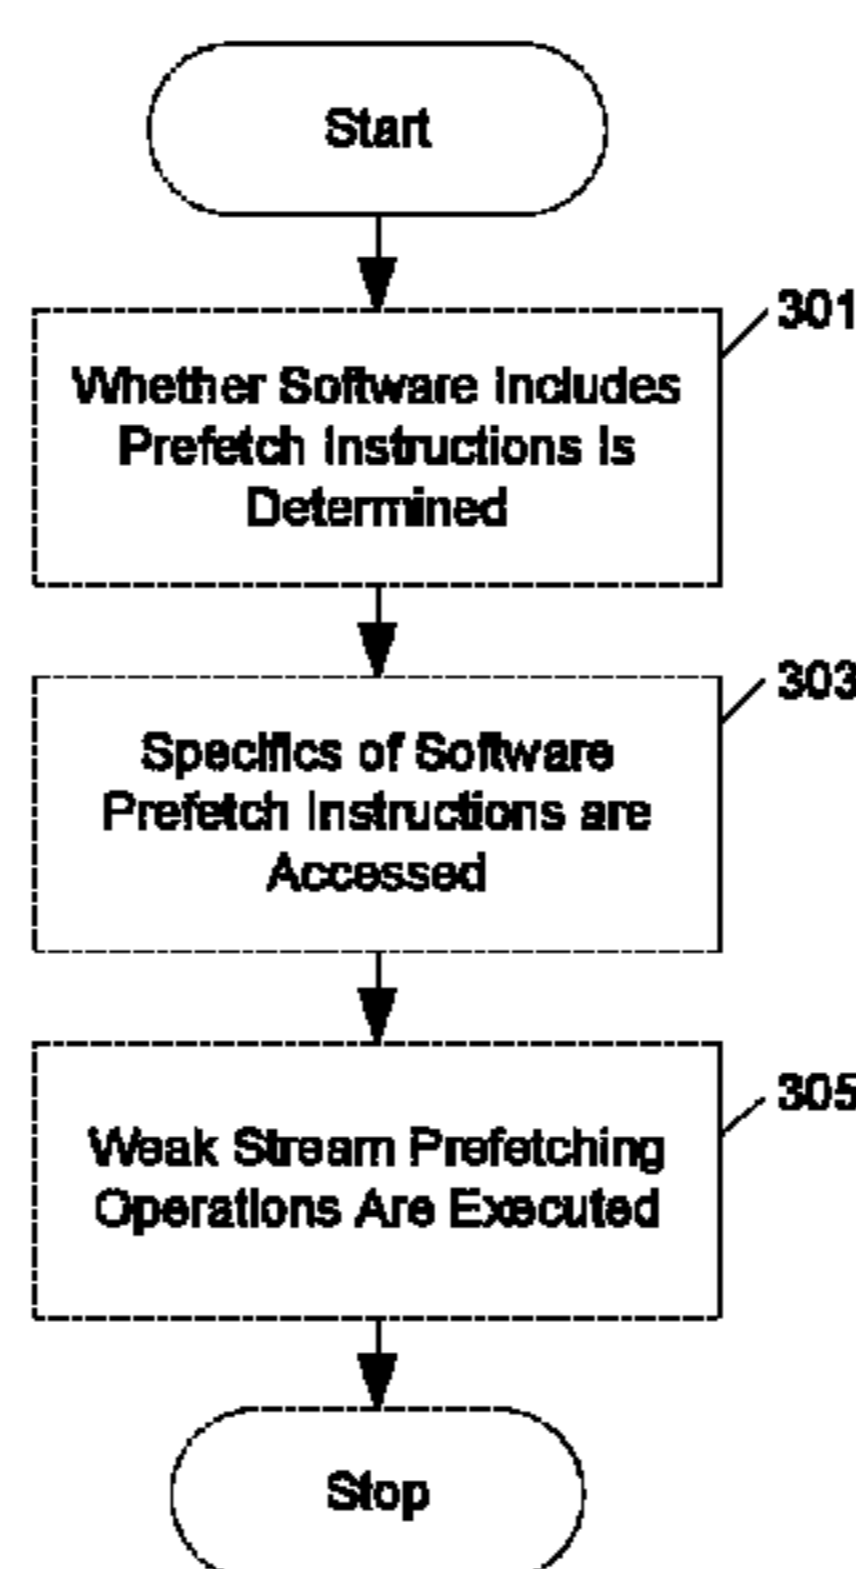 Start
301
Whether Software Includes
Prefetch Instructions Is
Determined
303
Specifics of Software
Prefetch Instructions are
Accessed
305
Weak Stream Prefetching
Operations Are Executed
Stop